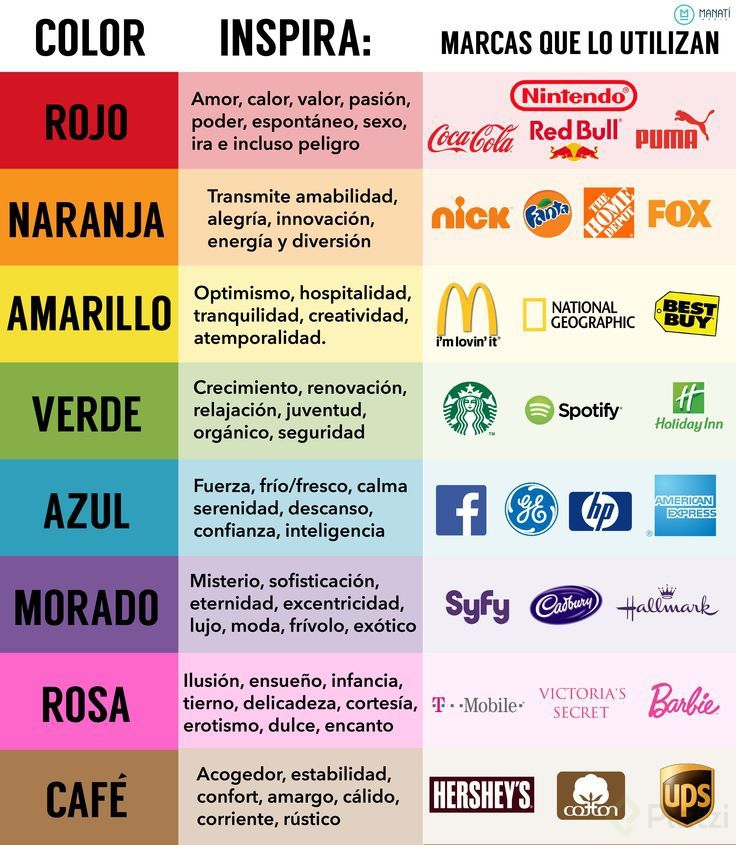 MANATÍ
COLOR
INSPIRA:
MARCAS QUE LO UTILIZAN
ROJO
Amor, calor, valor, pasión,
poder, espontáneo, sexo,
ira e incluso peligro
Nintendo
Coca-Cola
Red Bull
PUMA
NARANJA
Transmite amabilidad,
alegría, innovación,
energía y diversión
nick
Fanta
THE
HOME
DEPOT
FOX
AMARILLO
Optimismo, hospitalidad,
tranquilidad, creatividad,
atemporalidad.
i'm lovin' it®
NATIONAL
GEOGRAPHIC
BEST
BUY
VERDE
Crecimiento, renovación,
relajación, juventud,
orgánico, seguridad
Spotify
H
Holiday Inn
AZUL
Fuerza, frío/fresco, calma
serenidad, descanso,
confianza, inteligencia
f
GE
hp
AMERICAN
EXPRESS
®
MORADO
Misterio, sofisticación,
eternidad, excentricidad,
lujo, moda, frívolo, exótico
Syfy
Cadbury
Hallmark
ROSA
Ilusión, ensueño, infancia,
tierno, delicadeza, cortesía,
erotismo, dulce, encanto
T··Mobile·
VICTORIA'S
SECRET
Barbie
CAFÉ
Acogedor, estabilidad,
confort, amargo, cálido,
corriente, rústico
HERSHEY'S
cotton
ups
Platzi